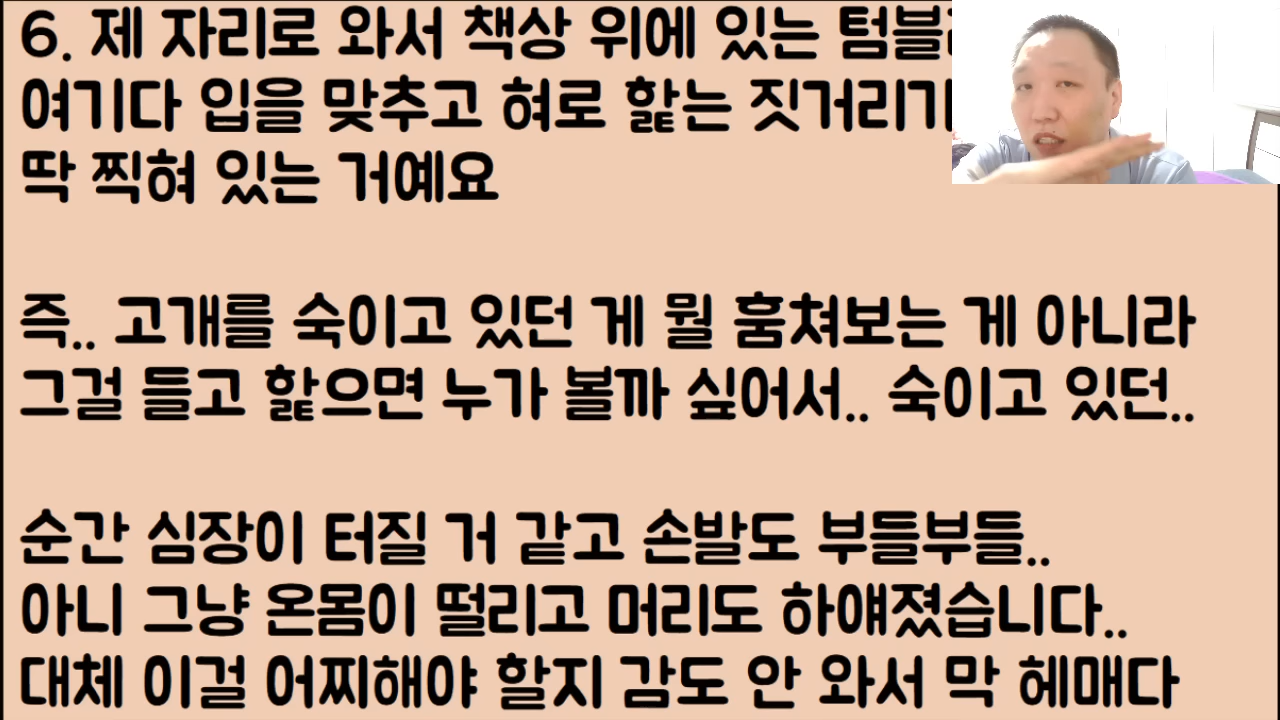 6. 제 자리로 와서 책상 위에 있는
여기다 입을 맞추고 혀로 핥는
딱 찍혀 있는 거예요
즉.. 고개를 숙이고 있던 게 뭘 훔쳐보는 게 아니라
그걸 들고 핥으면 누가 볼까 싶어서.. 숙이고 있던..
순간 심장이 터질 거 같고 손발도 부들부들..
아니 그냥 온몸이 떨리고 머리도 하얘졌습니다..
대체 이걸 어찌해야 할지 감도 안 와서 막 헤매다